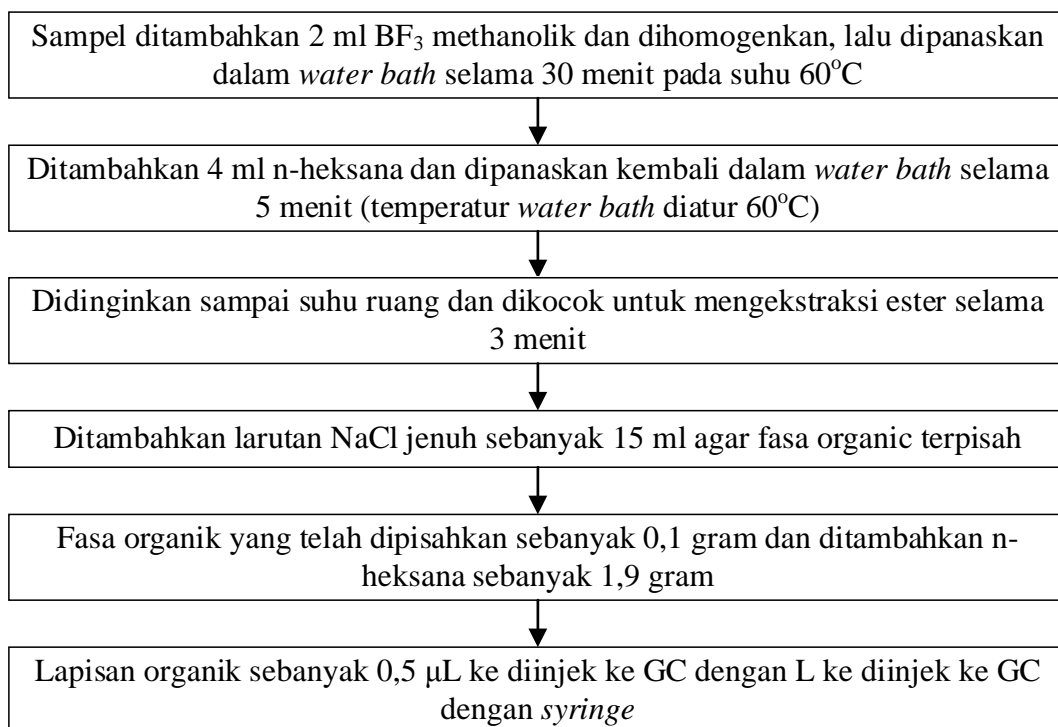 Sampel ditambahkan 2 ml BF₃ methanolik dan dihomogenkan, lalu dipanaskan
dalam water bath selama 30 menit pada suhu 60°C
Ditambahkan 4 ml n-heksana dan dipanaskan kembali dalam water bath selama
5 menit (temperatur water bath diatur 60°C)
Didinginkan sampai suhu ruang dan dikocok untuk mengekstraksi ester selama
3 menit
Ditambahkan larutan NaCl jenuh sebanyak 15 ml agar fasa organic terpisah
Fasa organik yang telah dipisahkan sebanyak 0,1 gram dan ditambahkan n-
heksana sebanyak 1,9 gram
Lapisan organik sebanyak 0,5 μL ke diinjek ke GC dengan L ke diinjek ke GC
dengan syringe